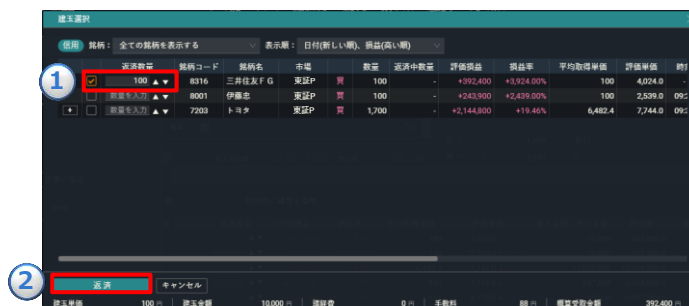 建玉選択
信用 銘柄： 全ての銘柄を表示する 表示順： 日付(新しい順)、損益(高い順)
返済数量 銘柄コード 銘柄名 市場 数量 返済中数量 評価損益 損益率 平均取得単価 評価単価 時
1 100 ▲ ▼ 8316 三井住友ＦＧ 東証P 買 100 - +392,400 +3,924.00% 100 4,024.0 -
数量を入力 ▲ ▼ 8001 伊藤忠 東証P 買 100 - +243,900 +2,439.00% 100 2,539.0 09:
+ 数量を入力 ▲ ▼ 7203 トヨタ 東証P 買 1,700 - +2,144,800 +19.46% 6,482.4 7,744.0 09:
2 返済 キャンセル
建玉単価 100 円 建玉金額 10,000 円 諸経費 0 円 手数料 88 円 概算受取金額 392,400